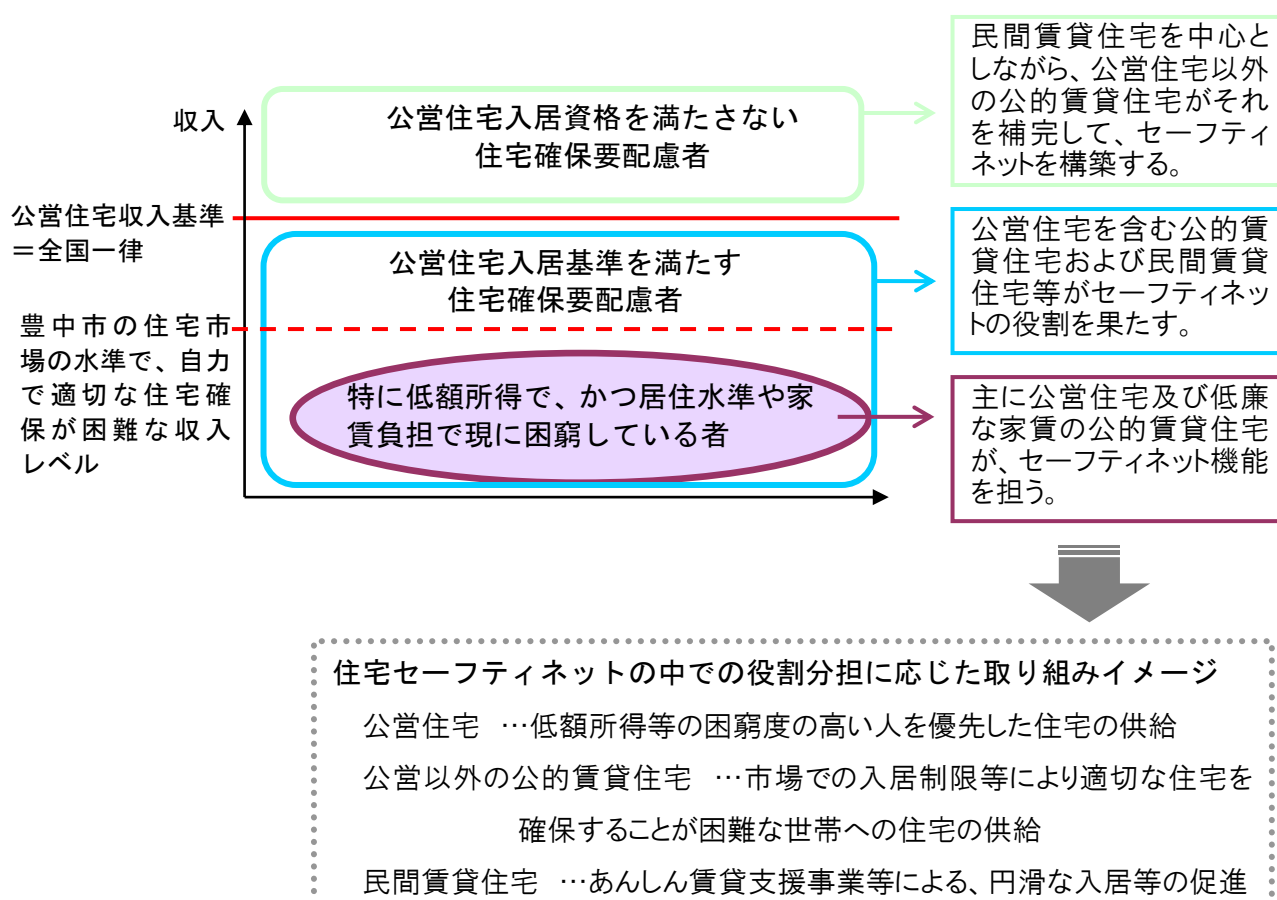 収入
公営住宅収入基準
＝全国一律
豊中市の住宅市
場の水準で、自力
で適切な住宅確
保が困難な収入
レベル
公営住宅入居資格を満たさない
住宅確保要配慮者
公営住宅入居基準を満たす
住宅確保要配慮者
特に低額所得で、かつ居住水準や家
賃負担で現に困窮している者
民間賃貸住宅を中心と
しながら、公営住宅以外
の公的賃貸住宅がそれ
を補完して、セーフティ
ネットを構築する。
公営住宅を含む公的賃
貸住宅および民間賃貸
住宅等がセーフティネッ
トの役割を果たす。
主に公営住宅及び低廉
な家賃の公的賃貸住宅
が、セーフティネット機能
を担う。
住宅セーフティネットの中での役割分担に応じた取り組みイメージ
公営住宅 …低額所得等の困窮度の高い人を優先した住宅の供給
公営以外の公的賃貸住宅 …市場での入居制限等により適切な住宅を
確保することが困難な世帯への住宅の供給
民間賃貸住宅 …あんしん賃貸支援事業等による、円滑な入居等の促進